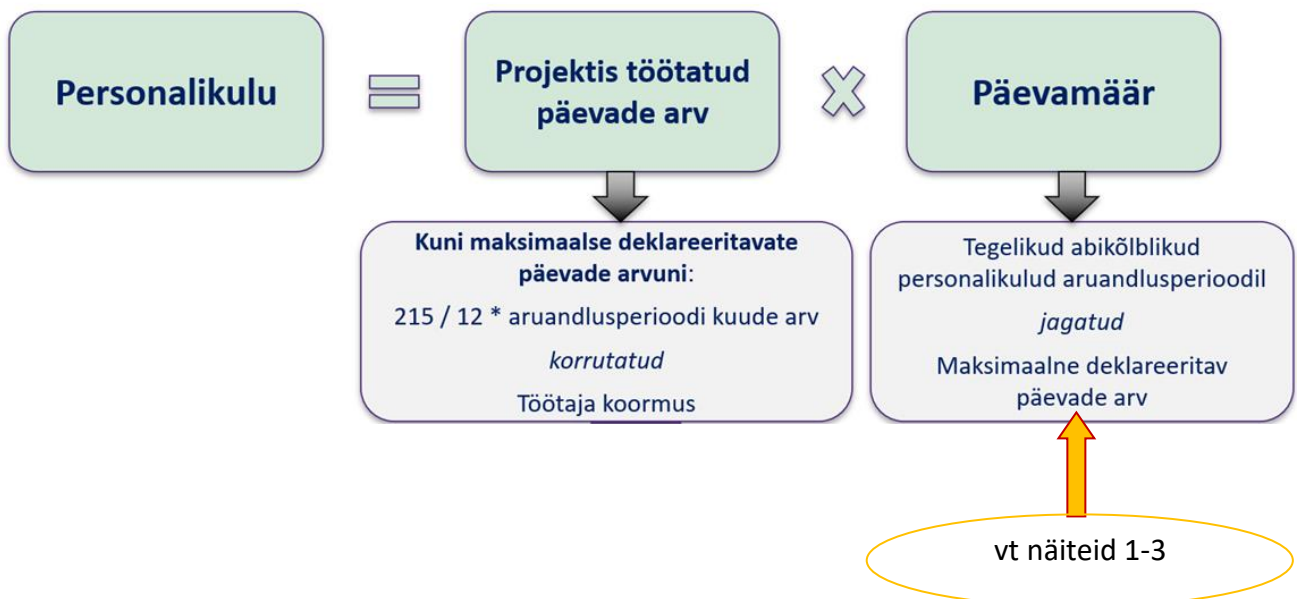 Personalikulu
Projektis töötatud
päevade arv
Päevamäär
Kuni maksimaalse deklareeritavate
päevade arvuni:
215 / 12 * aruandlusperioodi kuude arv
korrutatud
Töötaja koormus
Tegelikud abikõlblikud
personalikulud aruandlusperioodil
jagatud
Maksimaalne deklareeritav
päevade arv
vt näiteid 1-3